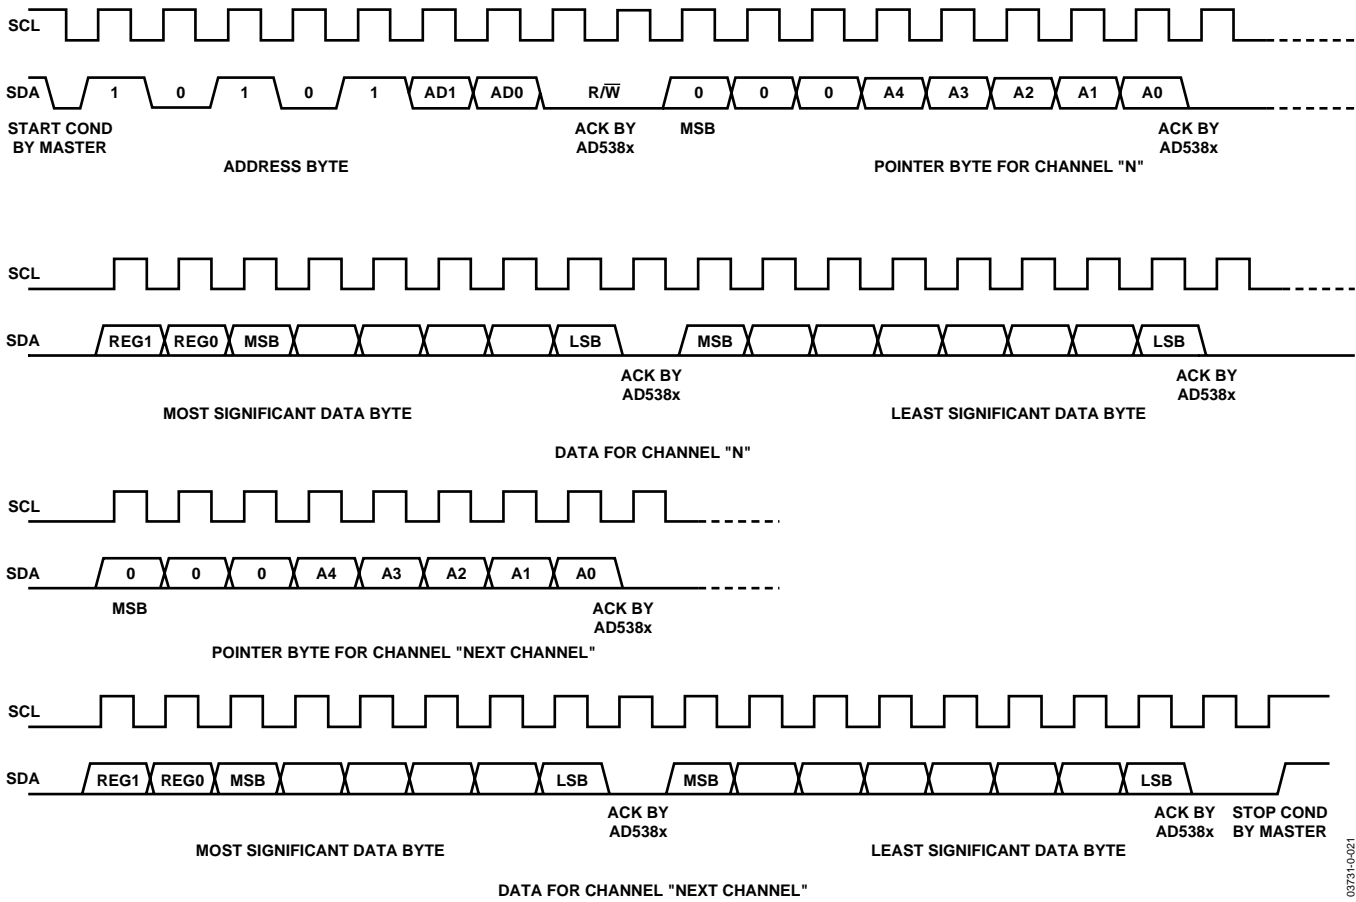 SCL
SDA 1 0 1 0 1 AD1 AD0 R/W̅ 0 0 0 A4 A3 A2 A1 A0
START COND BY MASTER
ACK BY AD538x
MSB
ACK BY AD538x
ADDRESS BYTE
POINTER BYTE FOR CHANNEL "N"
SCL
SDA REG1 REG0 MSB LSB MSB LSB
ACK BY AD538x
ACK BY AD538x
MOST SIGNIFICANT DATA BYTE
LEAST SIGNIFICANT DATA BYTE
DATA FOR CHANNEL "N"
SCL
SDA 0 0 0 A4 A3 A2 A1 A0
MSB
ACK BY AD538x
POINTER BYTE FOR CHANNEL "NEXT CHANNEL"
SCL
SDA REG1 REG0 MSB LSB MSB LSB
ACK BY AD538x
ACK BY AD538x
STOP COND BY MASTER
MOST SIGNIFICANT DATA BYTE
LEAST SIGNIFICANT DATA BYTE
DATA FOR CHANNEL "NEXT CHANNEL"
03731-0-021